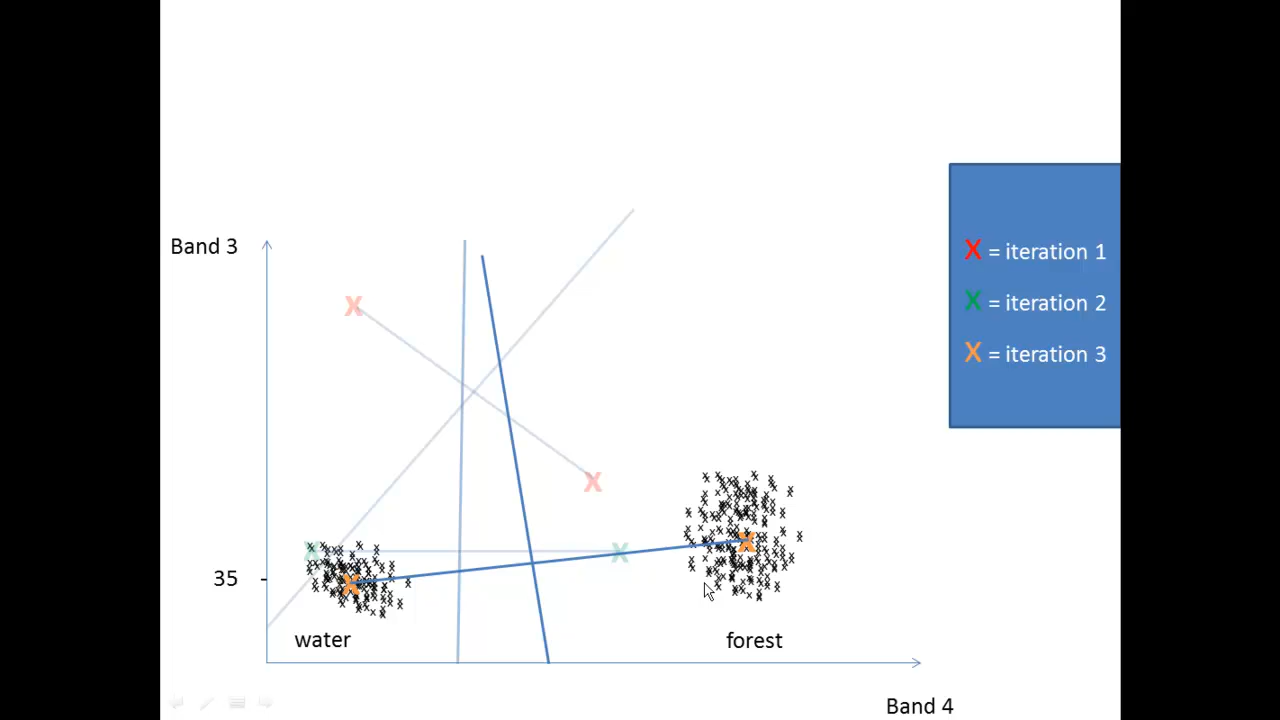 Band 3
X = iteration 1
X = iteration 2
X = iteration 3
X
X
X
X
X
X
35
water
forest
Band 4